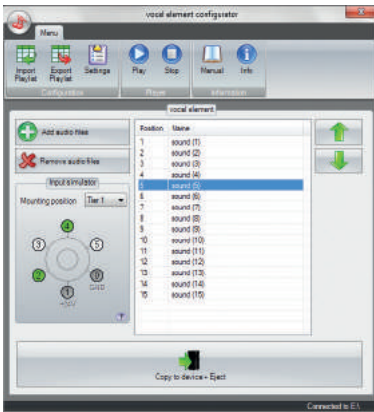 vocal element configurator
Menu
Import Playlist
Export Playlist
Settings
Play
Stop
Manual
Info
Configuration
Player
Information
vocal element
Add audio files
Remove audio files
Input simulator
Mounting position Tier 1
4
3
5
2
0
GND
1
Position Name
1 sound (1)
2 sound (2)
3 sound (3)
4 sound (4)
5 sound (5)
6 sound (6)
7 sound (7)
8 sound (8)
9 sound (9)
10 sound (10)
11 sound (11)
12 sound (12)
13 sound (13)
14 sound (14)
15 sound (15)
Copy to device + Eject
Connected to E:\